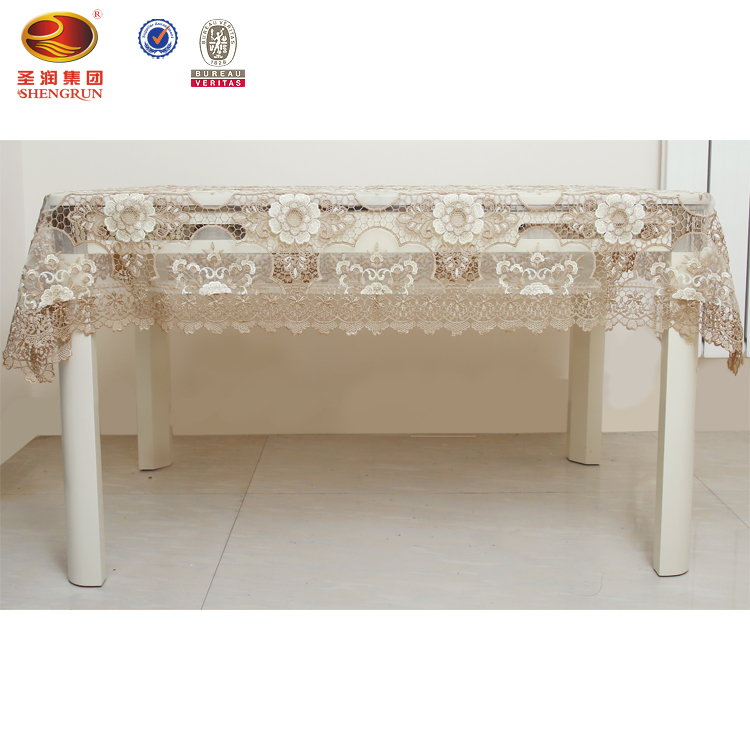 ®
圣润集团
SHENGRUN
BUREAU VERITAS
1828
BUREAU
VERITAS